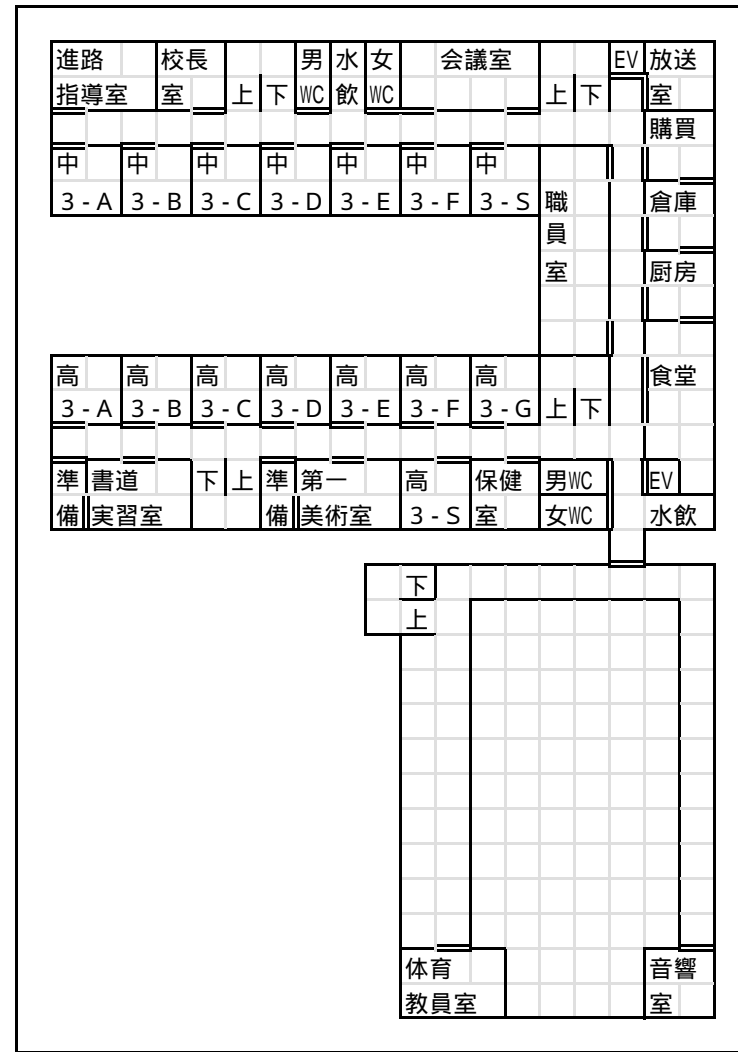 進路 校長 男 水 女 会議室 EV 放送
指導室 室 上 下 WC 飲 WC 上 下 室
購買
中 中 中 中 中 中 中
3-A 3-B 3-C 3-D 3-E 3-F 3-S 職 倉庫
員
室 厨房
高 高 高 高 高 高 高 食堂
3-A 3-B 3-C 3-D 3-E 3-F 3-G 上 下
準 書道 下 上 準 第一 高 保健 男WC EV
備 実習室 備 美術室 3-S 室 女WC 水飲
下
上
体育 音響
教員室 室